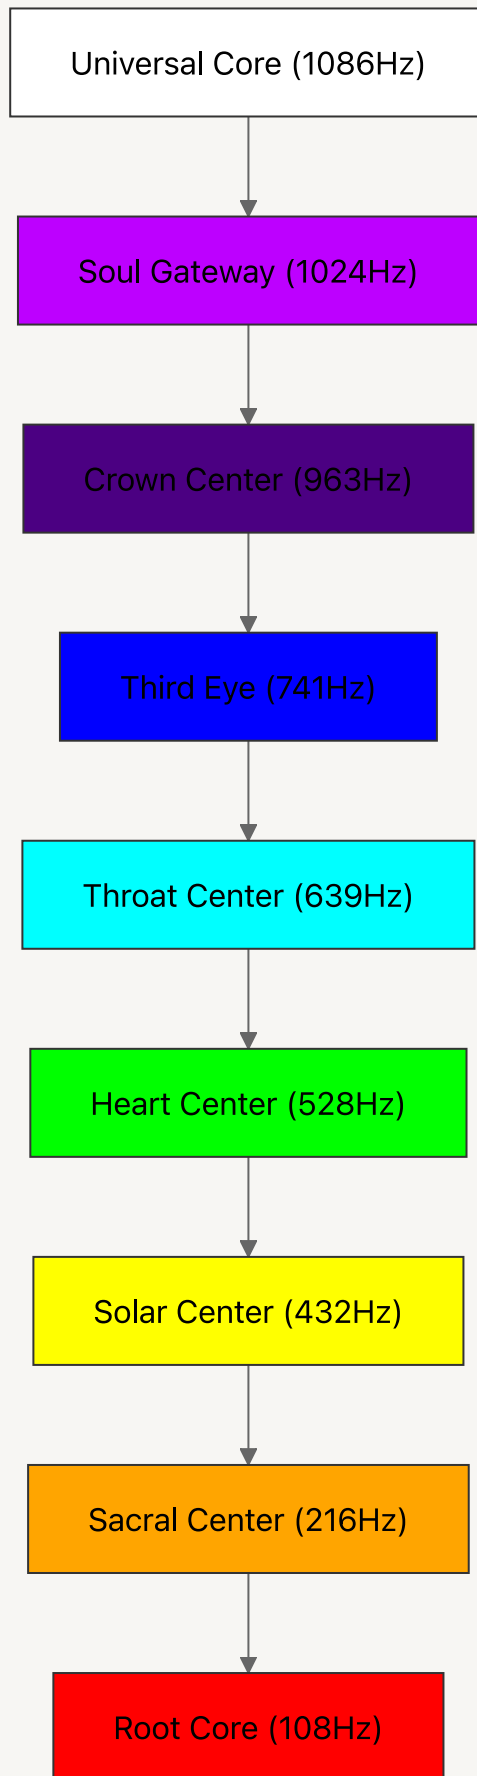 Universal Core (1086Hz)
Soul Gateway (1024Hz)
Crown Center (963Hz)
Third Eye (741Hz)
Throat Center (639Hz)
Heart Center (528Hz)
Solar Center (432Hz)
Sacral Center (216Hz)
Root Core (108Hz)